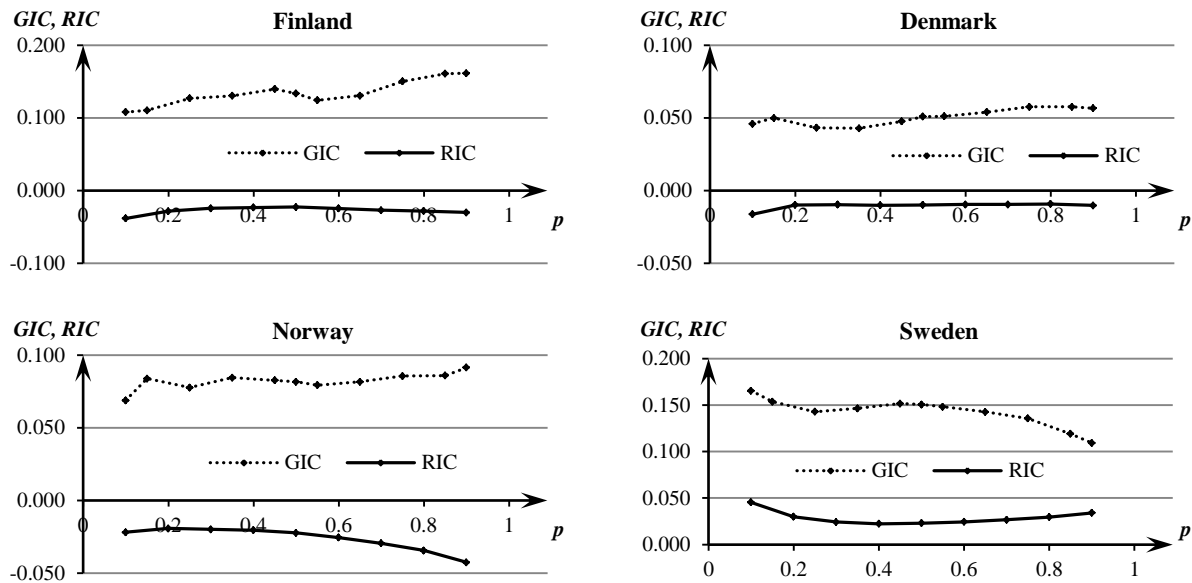 GIC, RIC
Finland
0.200
0.100
0.000
-0.100
GIC
RIC
0
0.2
0.4
0.6
0.8
1
p
GIC, RIC
Denmark
0.100
0.050
0.000
-0.050
GIC
RIC
0
0.2
0.4
0.6
0.8
1
p
GIC, RIC
Norway
0.100
0.050
0.000
-0.050
GIC
RIC
0
0.2
0.4
0.6
0.8
1
p
GIC, RIC
Sweden
0.200
0.150
0.100
0.050
0.000
GIC
RIC
0
0.2
0.4
0.6
0.8
1
p